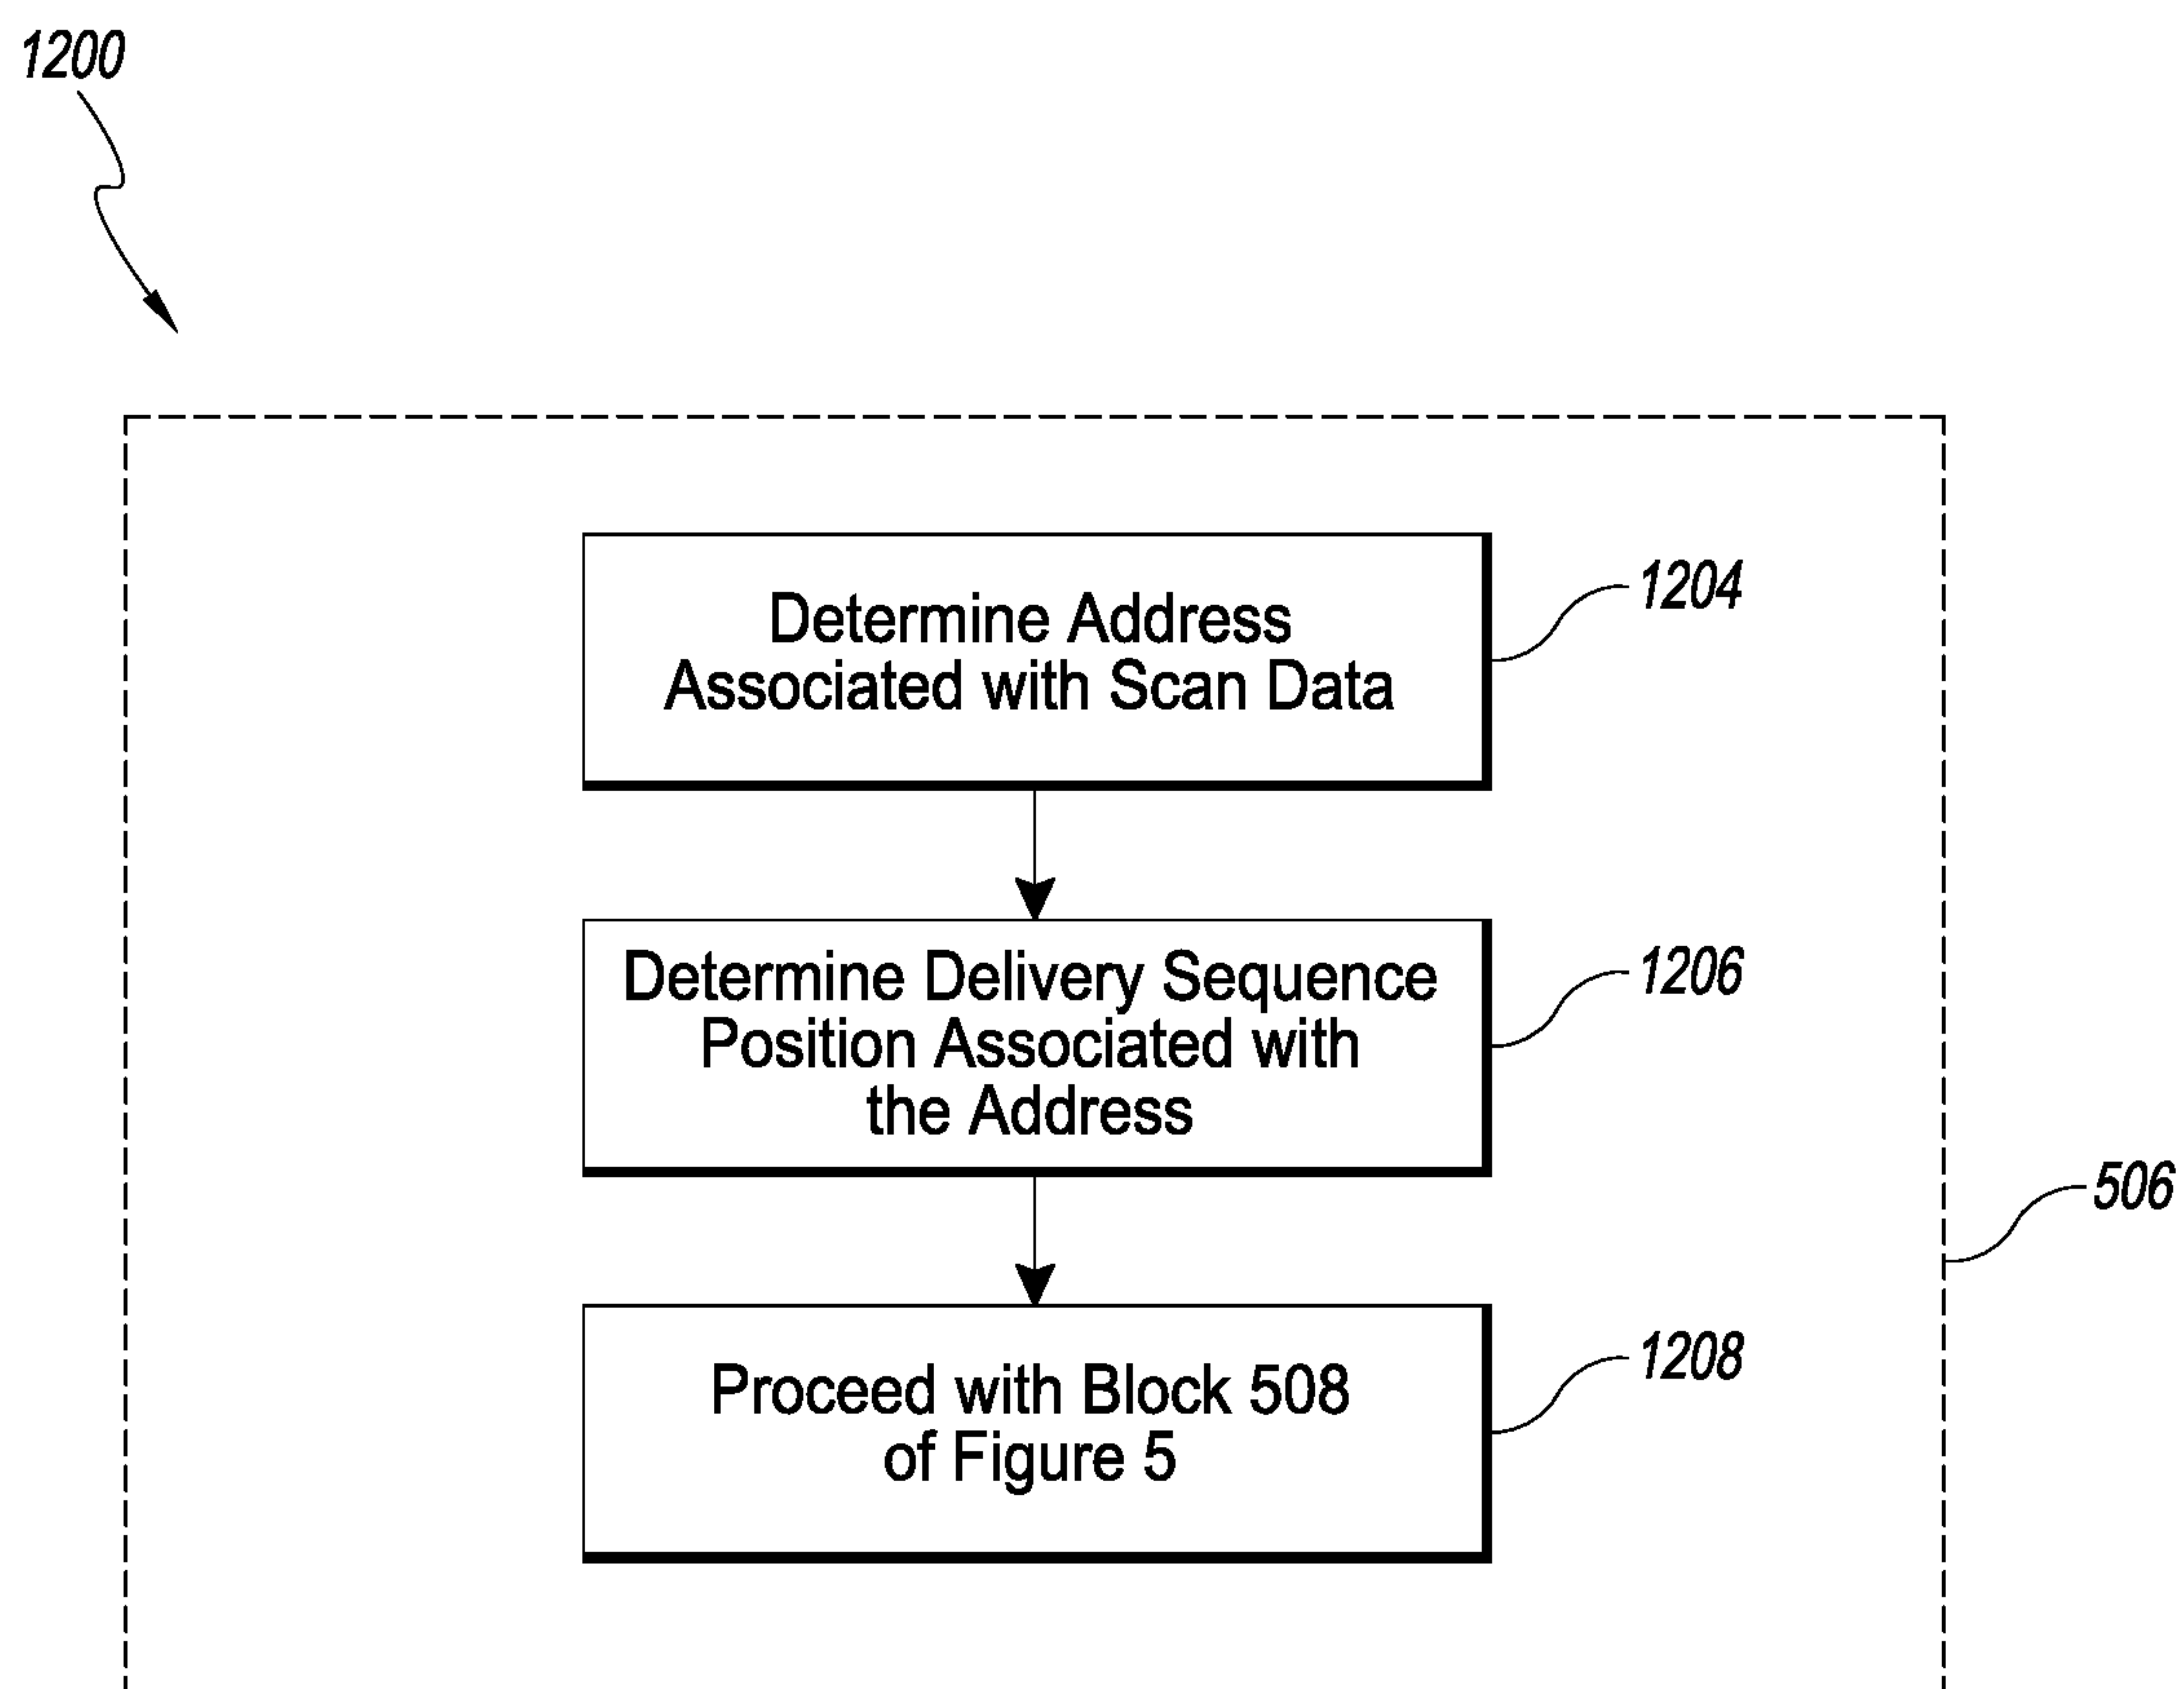 1200
Determine Address
Associated with Scan Data
1204
Determine Delivery Sequence
Position Associated with
the Address
1206
506
Proceed with Block 508
of Figure 5
1208